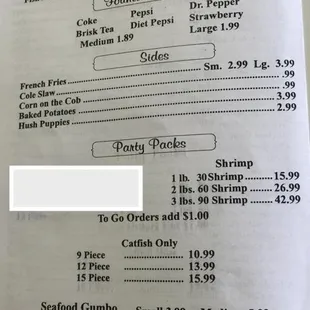 Coke Pepsi Dr. Pepper
Brisk Tea Diet Pepsi Strawberry
Medium 1.89 Large 1.99
Sides
French Fries Sm. 2.99 Lg. 3.99
Cole Slaw .99
Corn on the Cob .99
Baked Potatoes 3.99
Hush Puppies 2.99
Party Packs
Shrimp
1 lb. 30 Shrimp 15.99
2 lbs. 60 Shrimp 26.99
3 lbs. 90 Shrimp 42.99
To Go Orders add $1.00
Catfish Only
9 Piece 10.99
12 Piece 13.99
15 Piece 15.99
Seafood Gumbo